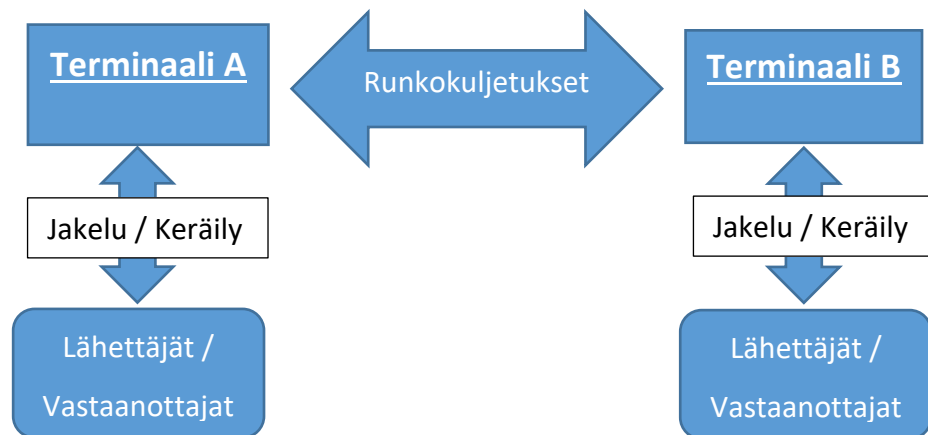 Terminaali A
Runkokuljetukset
Terminaali B
Jakelu / Keräily
Jakelu / Keräily
Lähettäjät /
Vastaanottajat
Lähettäjät /
Vastaanottajat